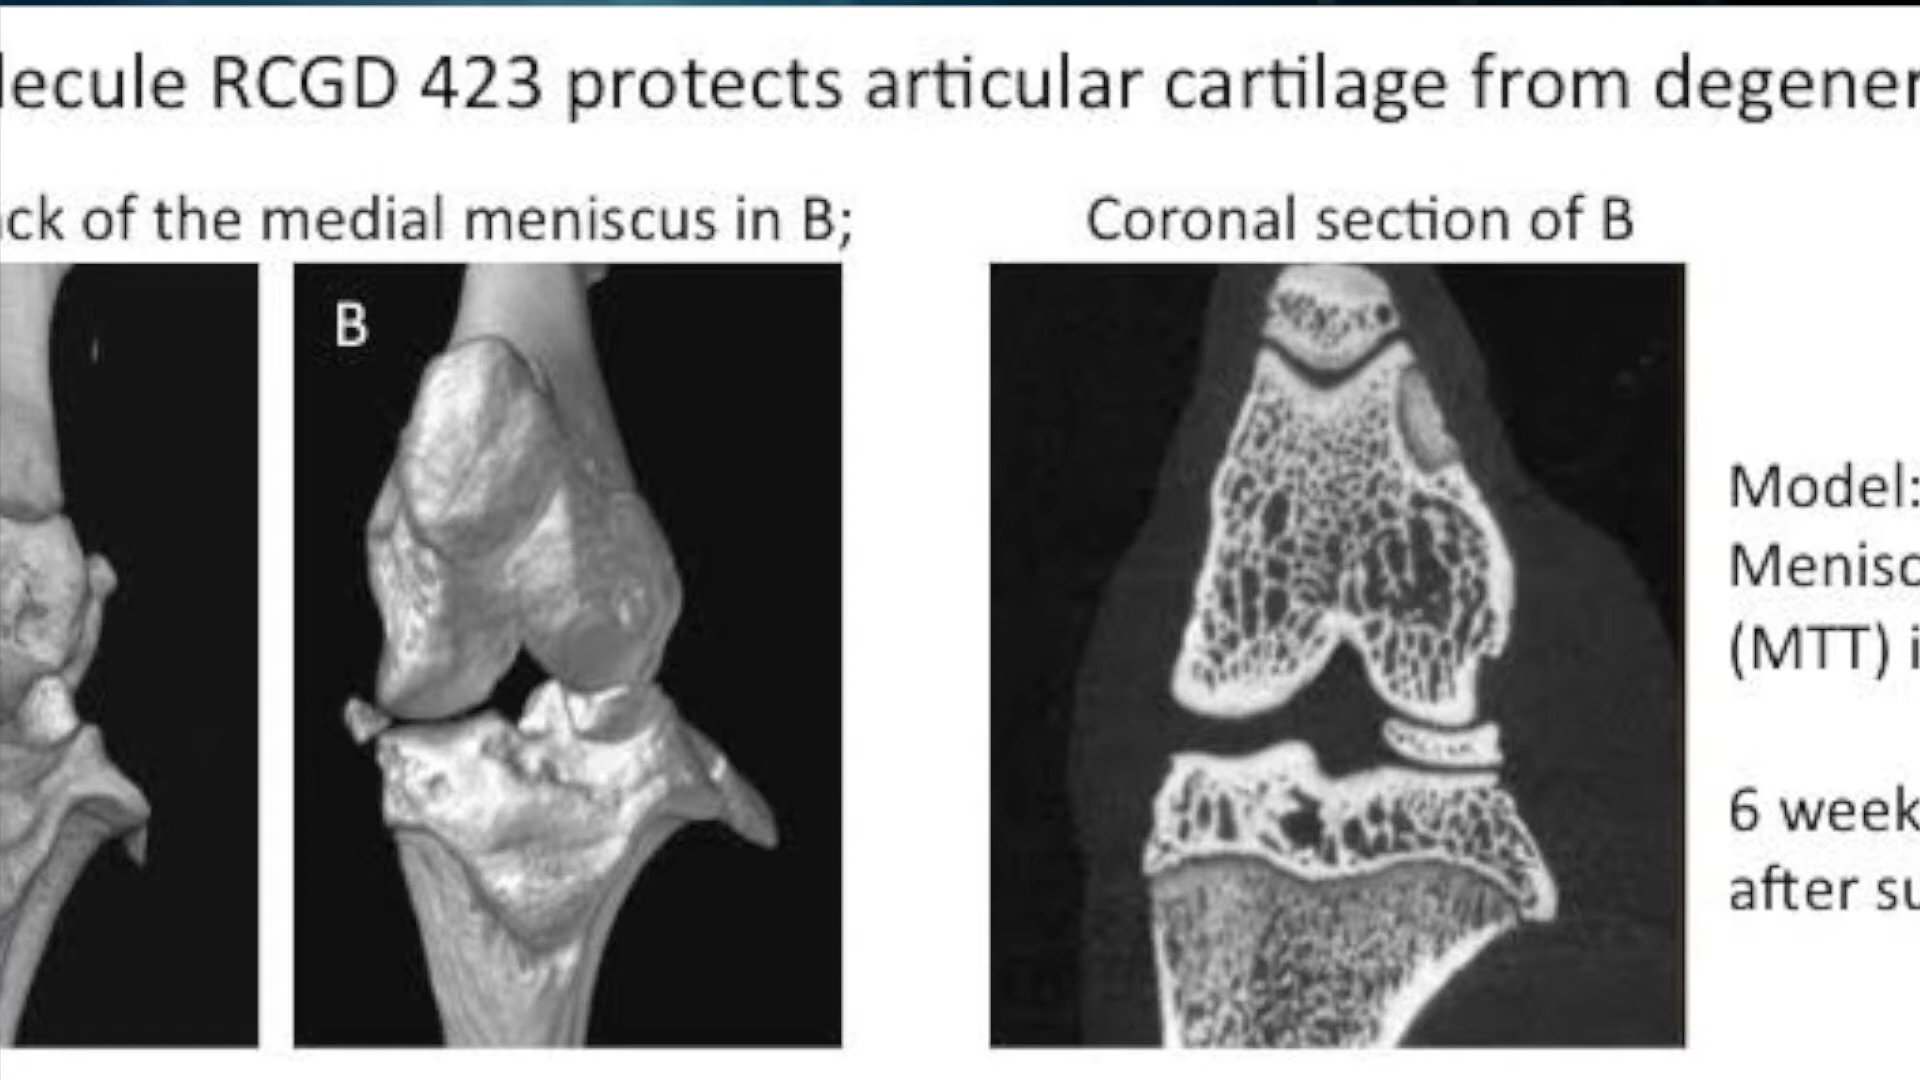 lecule RCGD 423 protects articular cartilage from degener
ack of the medial meniscus in B;
Coronal section of B
B
Model:
Menisc
(MTT) i
6 week
after su